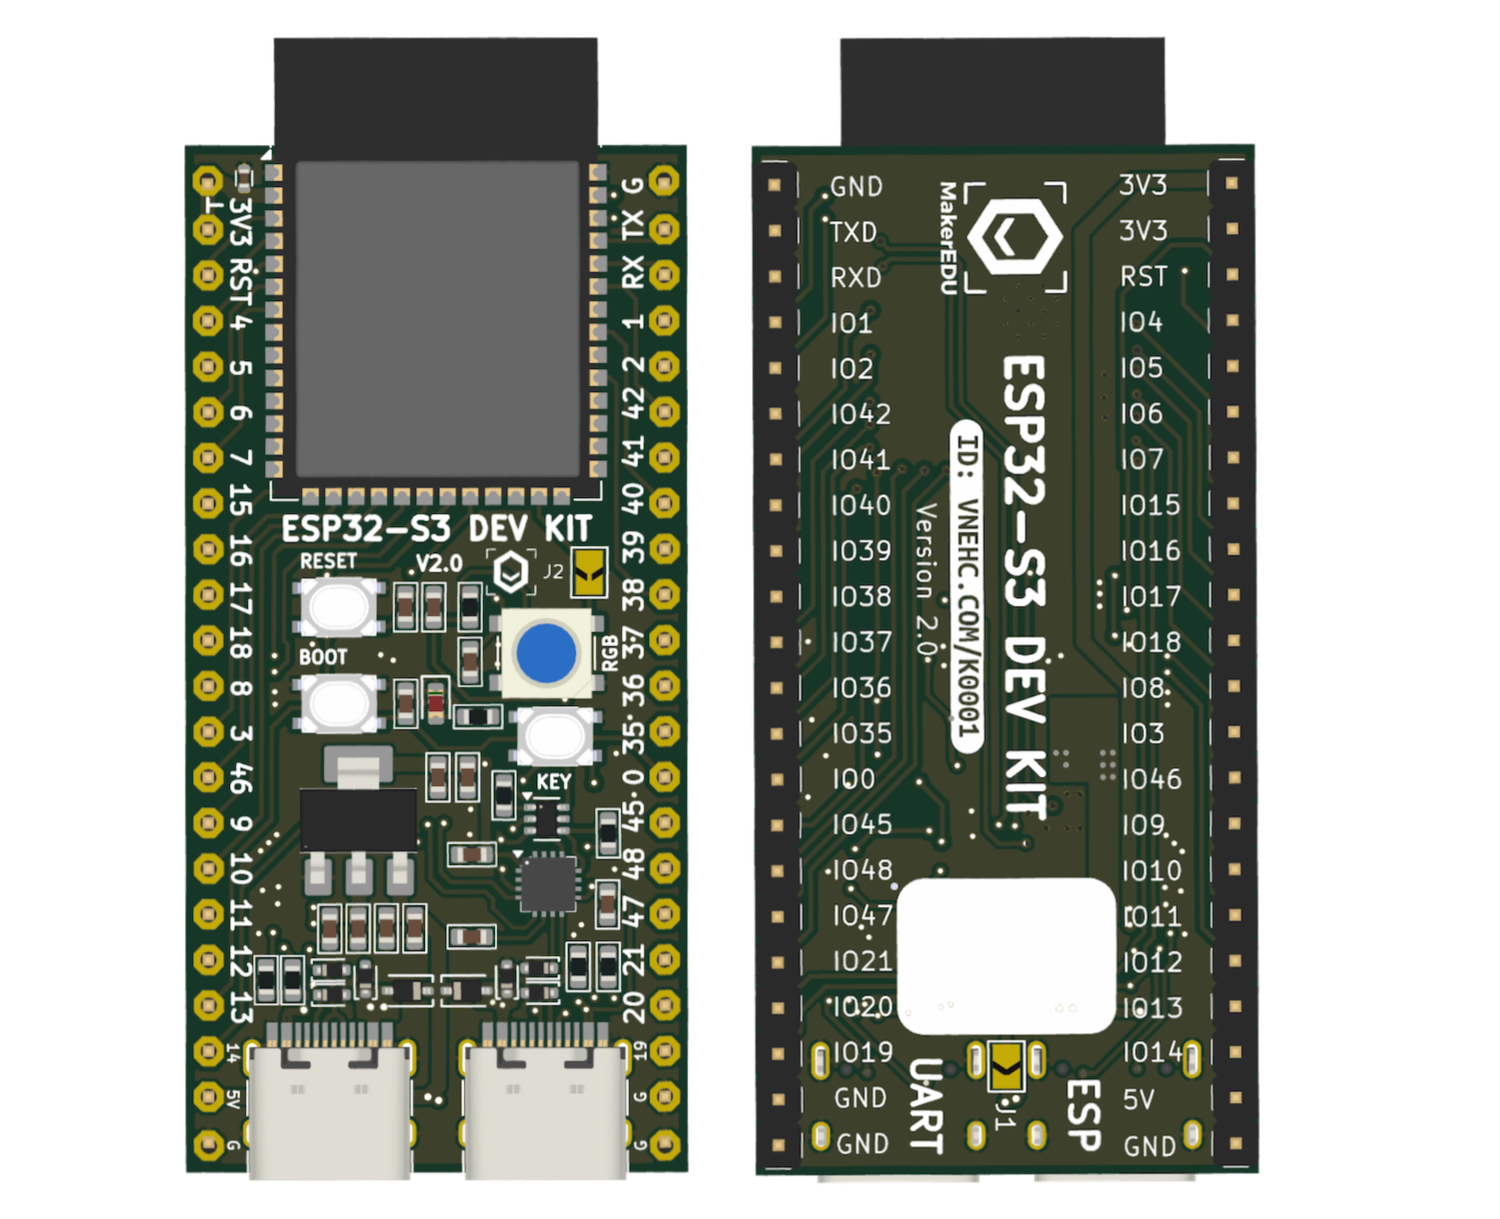 3V3
RST
4
5
6
7
15
16
17
18
8
3
46
9
10
11
12
13
14
5V
G
G
TX
RX
1
2
42
41
40
39
38
37
36
35
0
45
48
47
21
20
19
G
G
ESP32-S3 DEV KIT
RESET
V2.0
J2
BOOT
RGB
KEY
GND
TXD
RXD
IO1
IO2
IO42
IO41
IO40
IO39
IO38
IO37
IO36
IO35
IO0
IO45
IO48
IO47
IO21
IO20
IO19
GND
GND
MakerEDU
ESP32-S3 DEV KIT
ID: VNEHC.COM/K0001
Version 2.0
UART
J1
ESP
3V3
3V3
RST
IO4
IO5
IO6
IO7
IO15
IO16
IO17
IO18
IO8
IO3
IO46
IO9
IO10
IO11
IO12
IO13
IO14
5V
GND